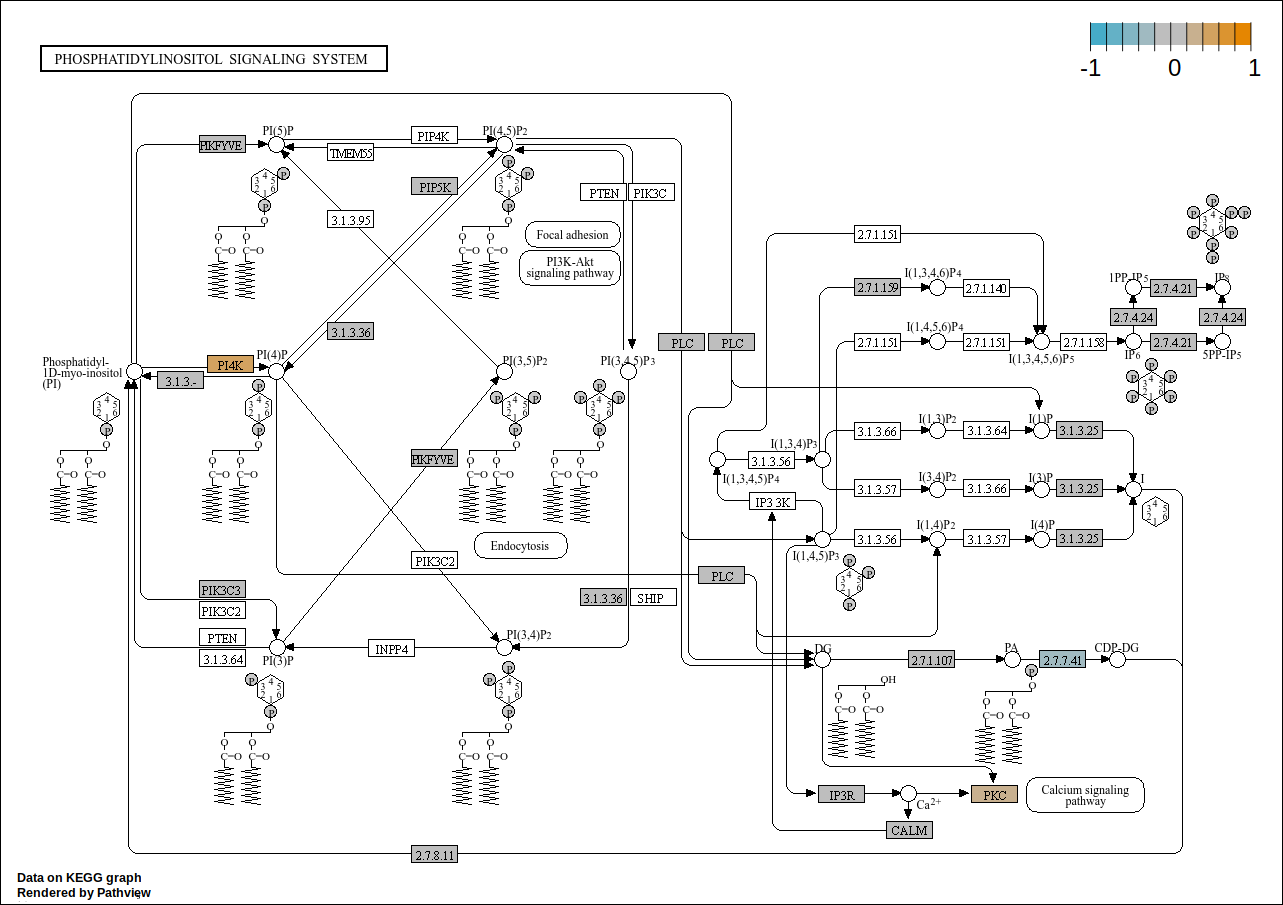 PHOSPHATIDYLINOSITOL SIGNALING SYSTEM
-1 0 1
PI(5)P
PI(4,5)P2
PIKFYVE
PIP4K
TMEM55
PIP5K
PTEN
PIK3C
3.1.3.95
Focal adhesion
PI3K-Akt
signaling pathway
2.7.1.151
I(1,3,4,6)P4
2.7.1.159
2.7.1.140
1PP-IP5
2.7.4.21
IP8
2.7.4.24
2.7.4.24
3.1.3.36
PLC
PLC
I(1,4,5,6)P4
2.7.1.151
2.7.1.151
2.7.1.158
2.7.4.21
I(1,3,4,5,6)P5
IP6
5PP-IP5
Phosphatidyl-
1D-myo-inositol
(PI)
PI4K
PI(4)P
3.1.3.-
PI(3,5)P2
PI(3,4,5)P3
I(1,3)P2
I(1)P
3.1.3.66
3.1.3.64
3.1.3.25
I(1,3,4)P3
3.1.3.56
PIKFYVE
I(1,3,4,5)P4
I(3,4)P2
I(3)P
I
3.1.3.57
3.1.3.66
3.1.3.25
IP3 3K
I(1,4)P2
I(4)P
3.1.3.56
3.1.3.57
3.1.3.25
I(1,4,5)P3
Endocytosis
PIK3C2
PLC
PIK3C3
PIK3C2
3.1.3.36
SHIP
PTEN
3.1.3.64
PI(3)P
INPP4
PI(3,4)P2
DG
2.7.1.107
PA
2.7.7.41
CDP-DG
OH
IP3R
Ca2+
PKC
Calcium signaling
pathway
CALM
2.7.8.11
Data on KEGG graph
Rendered by Pathview